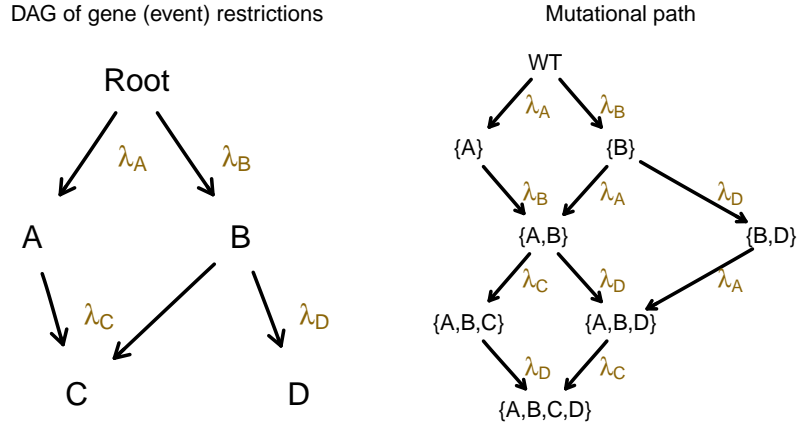 DAG of gene (event) restrictions
Root
λA
λB
A
B
λC
λD
C
D
Mutational path
WT
λA
λB
{A}
{B}
λB
λA
λD
{A,B}
{B,D}
λC
λD
λA
{A,B,C}
{A,B,D}
λD
λC
{A,B,C,D}